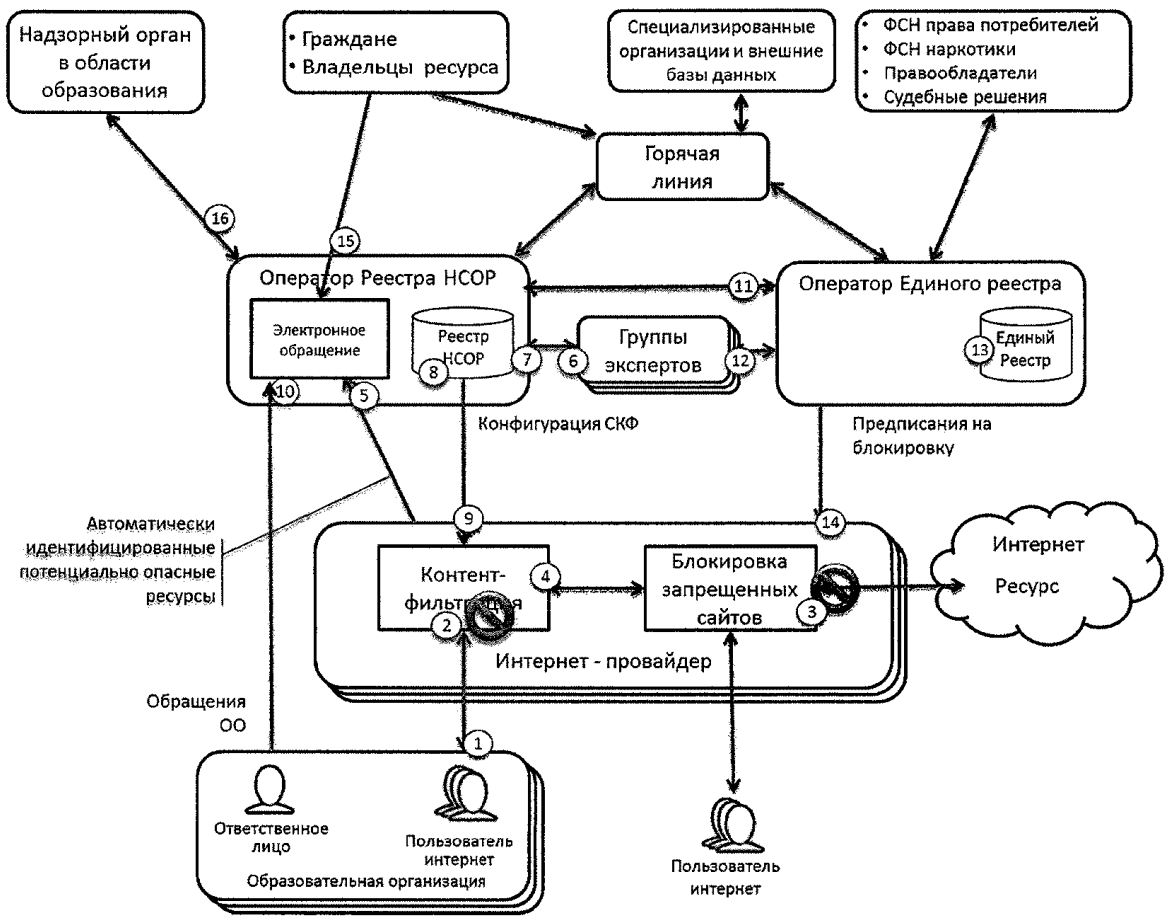 Надзорный орган
в области
образования
• Граждане
• Владельцы ресурса
Специализированные
организации и внешние
базы данных
• ФСН права потребителей
• ФСН наркотики
• Правообладатели
• Судебные решения
Горячая
линия
16
15
Оператор Реестра НСОР
11
Оператор Единого реестра
Электронное
обращение
Реестр
НСОР
8
7
6
Группы
экспертов
12
13
Единый
Реестр
10
5
Конфигурация СКФ
Предписания на
блокировку
Автоматически
идентифицированные
потенциально опасные
ресурсы
9
14
Контент-
фильтрация
2
4
Блокировка
запрещенных
сайтов
3
Интернет
Ресурс
Интернет - провайдер
Обращения
ОО
1
Ответственное
лицо
Пользователь
интернет
Образовательная организация
Пользователь
интернет